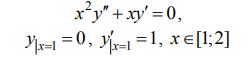 x²y″ + xy′ = 0,
y|x=1 = 0, y′|x=1 = 1, x ∈ [1;2]